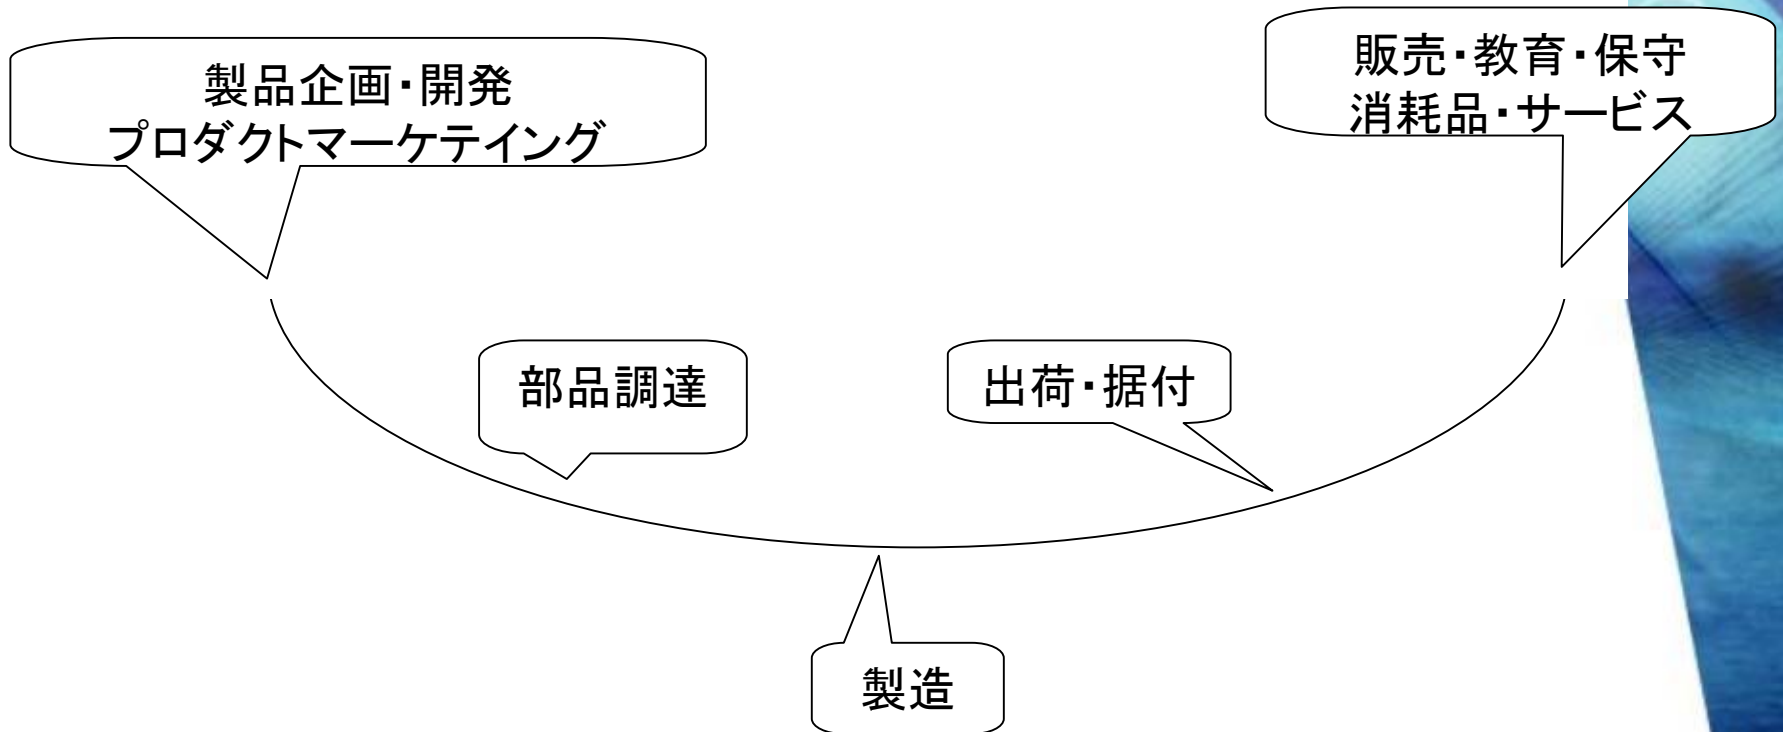 製品企画・開発
プロダクトマーケテイング
販売・教育・保守
消耗品・サービス
部品調達
出荷・据付
製造